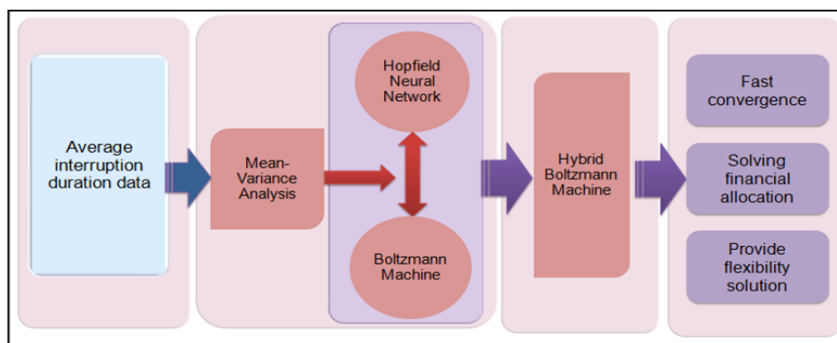 Average
interruption
duration data
Mean-
Variance
Analysis
Hopfield
Neural
Network
Boltzmann
Machine
Hybrid
Boltzmann
Machine
Fast
convergence
Solving
financial
allocation
Provide
flexibility
solution